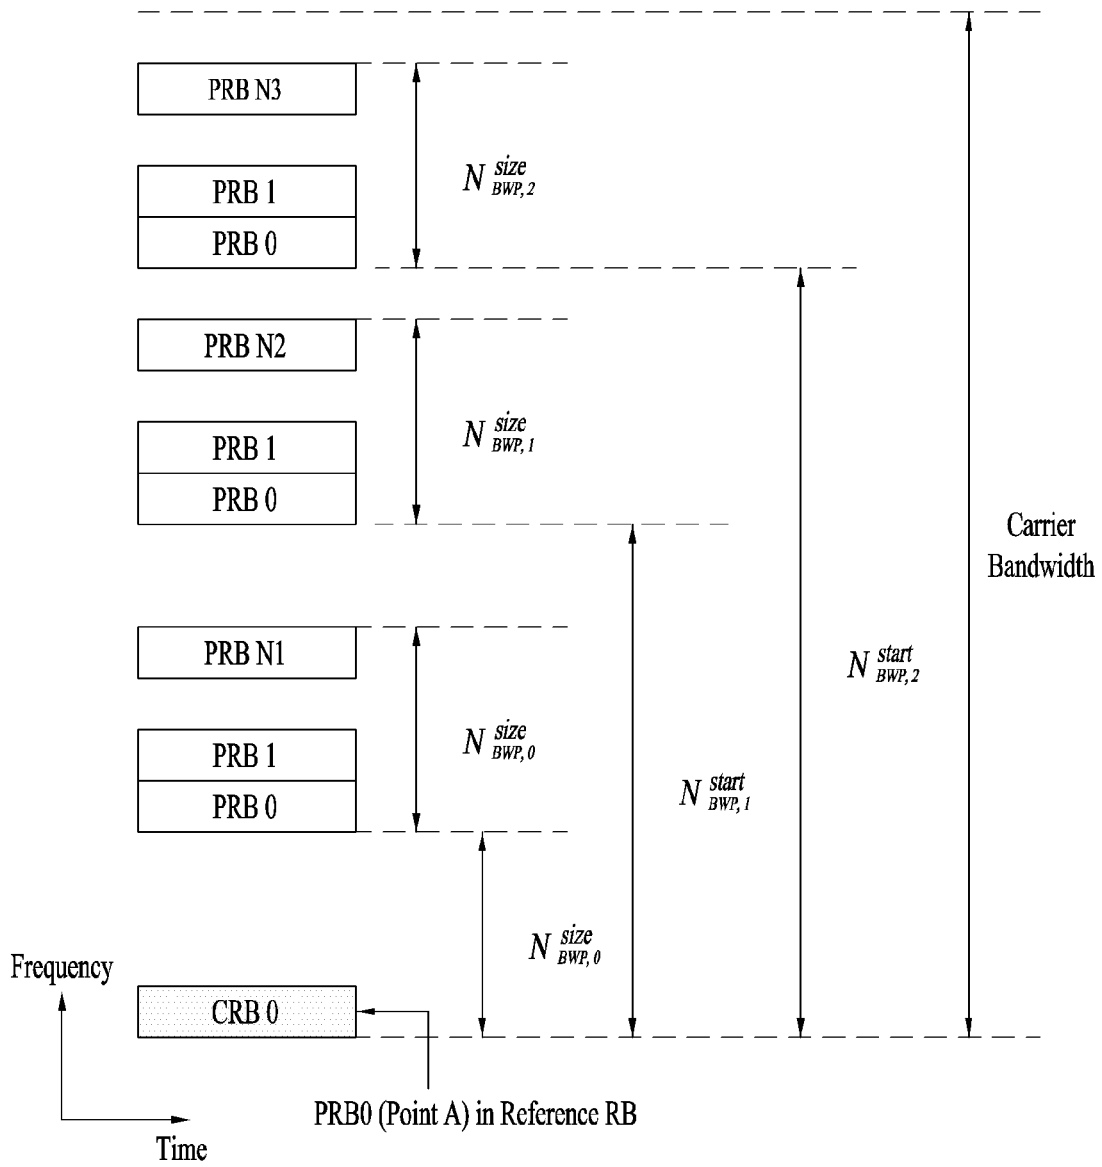 PRB N3
PRB 1
PRB 0
N size BWP, 2
PRB N2
PRB 1
PRB 0
N size BWP, 1
Carrier
Bandwidth
PRB N1
PRB 1
PRB 0
N size BWP, 0
N start BWP, 2
N start BWP, 1
N size BWP, 0
Frequency
CRB 0
PRB0 (Point A) in Reference RB
Time